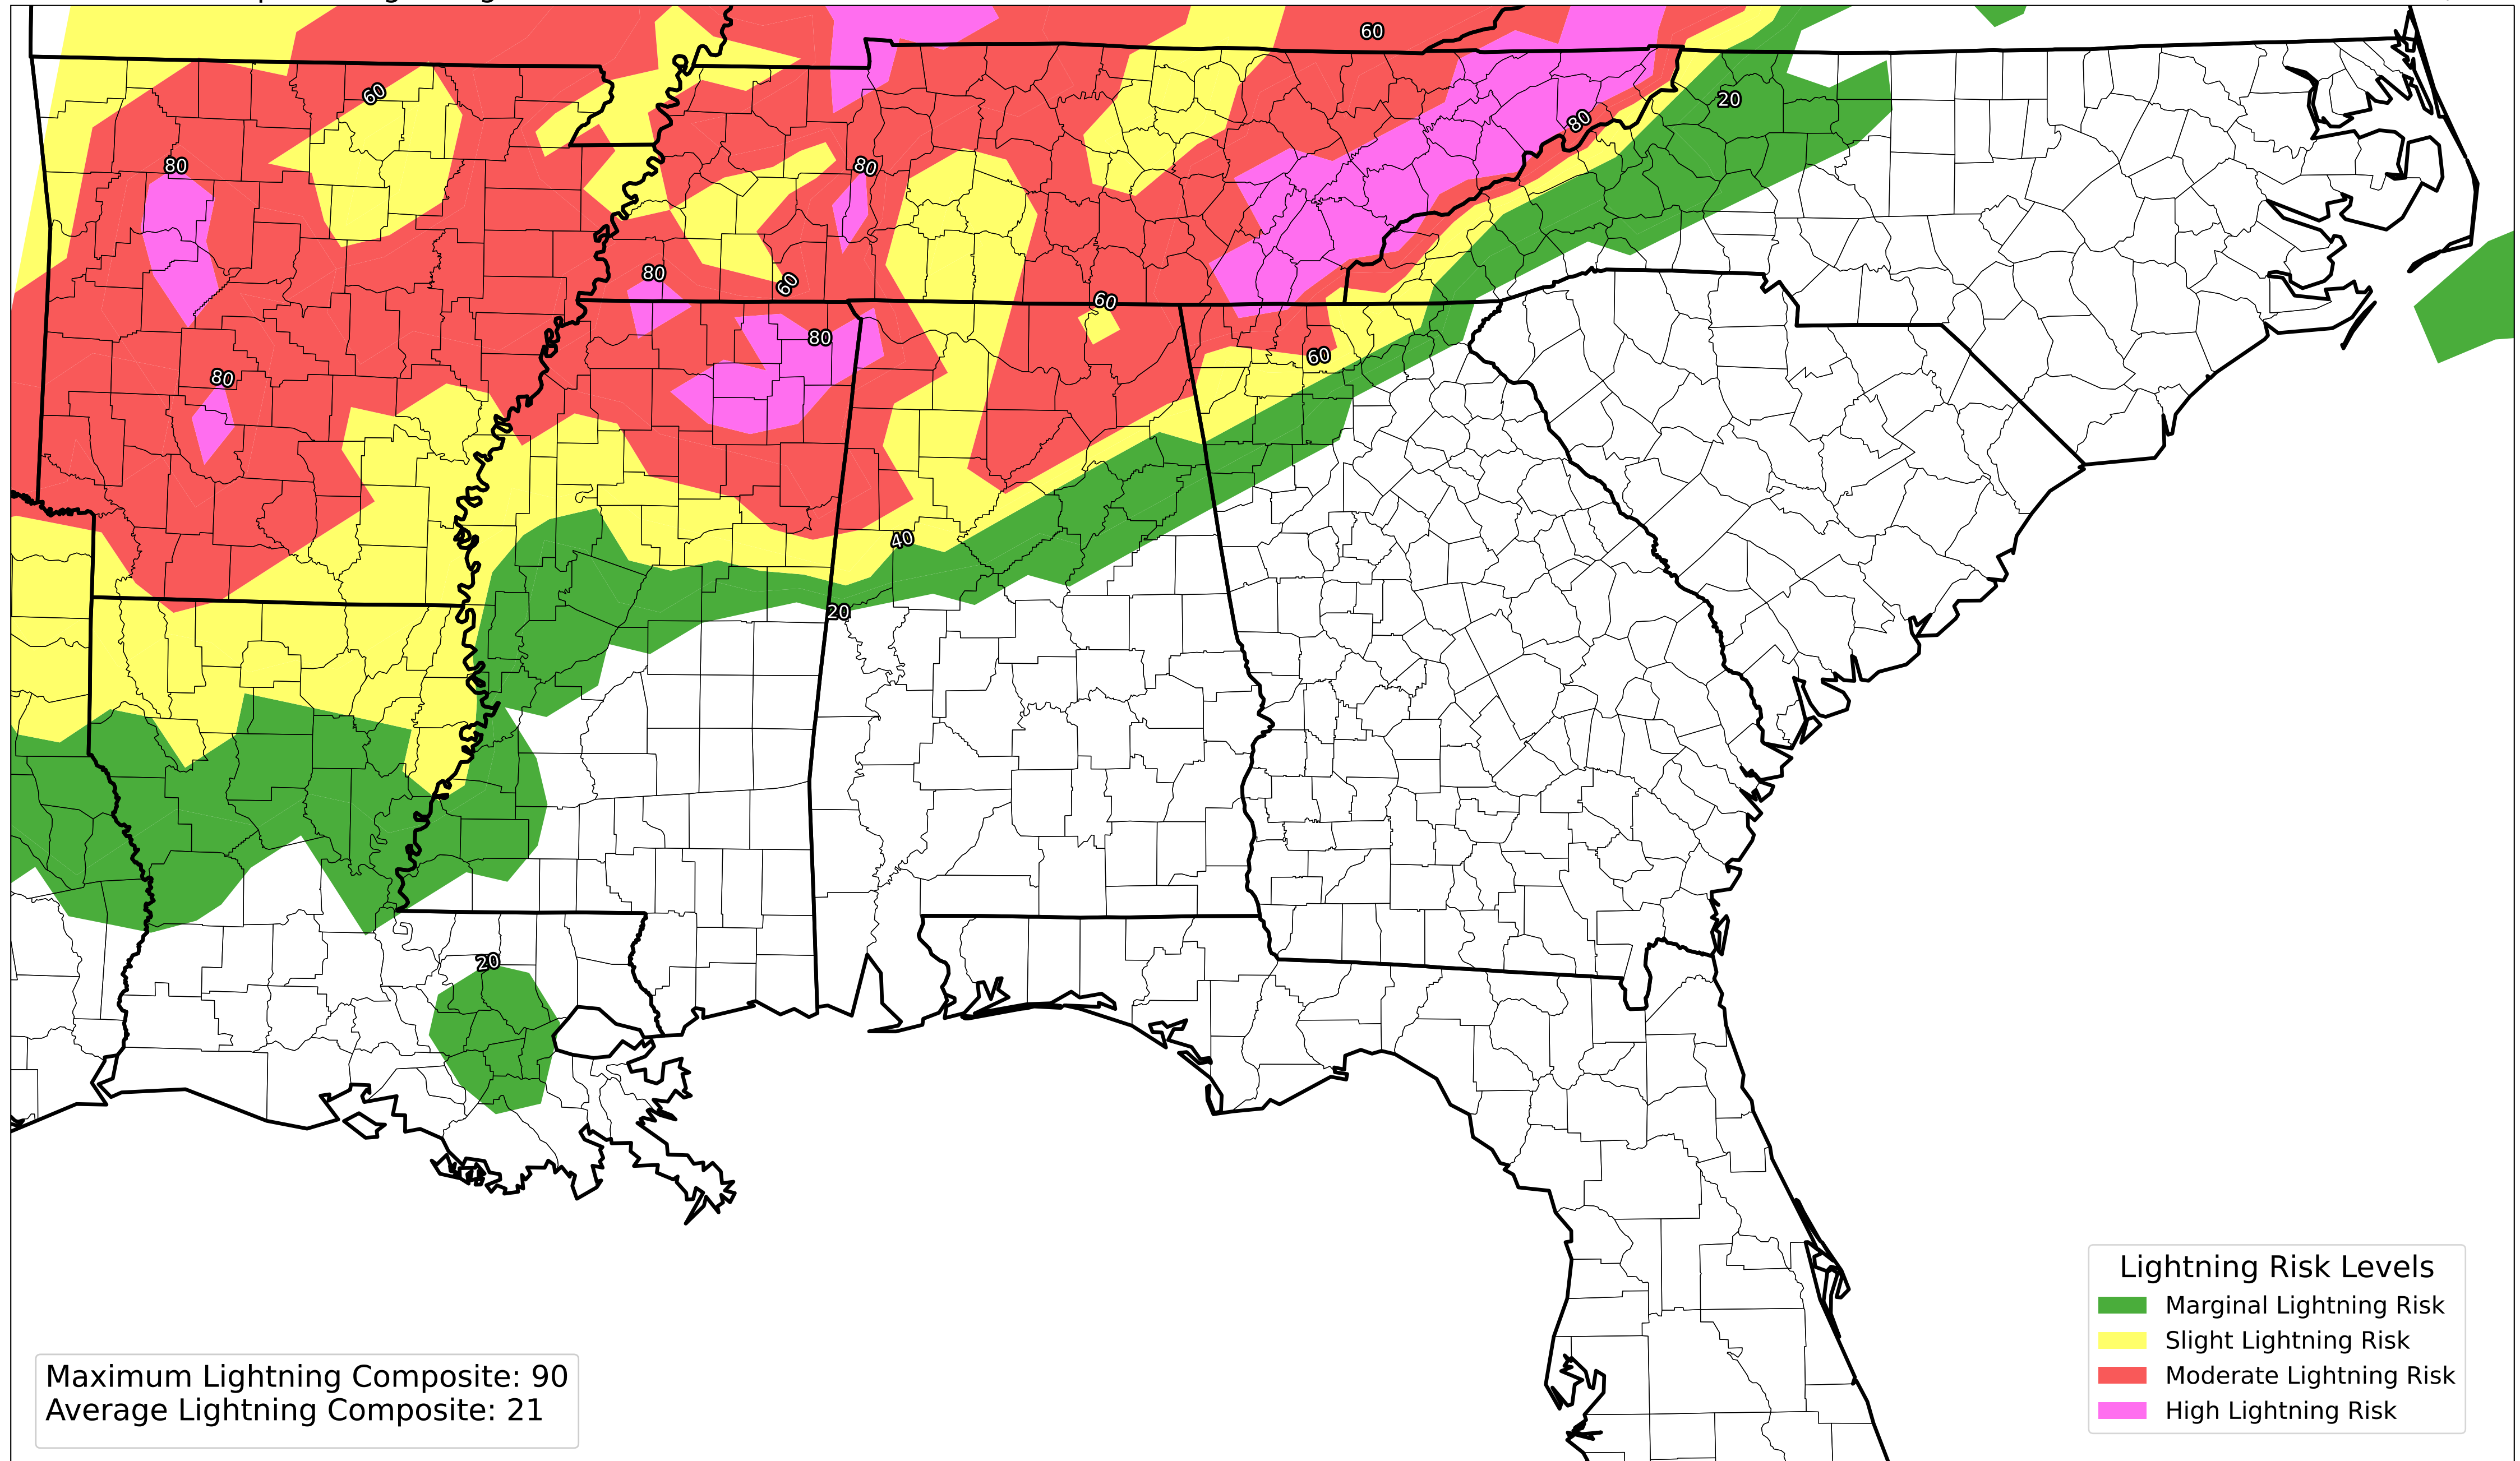 60
60
20
80
80
80
80
60
60
80
60
80
40
20
20
Lightning Risk Levels
Marginal Lightning Risk
Slight Lightning Risk
Moderate Lightning Risk
High Lightning Risk
Maximum Lightning Composite: 90
Average Lightning Composite: 21